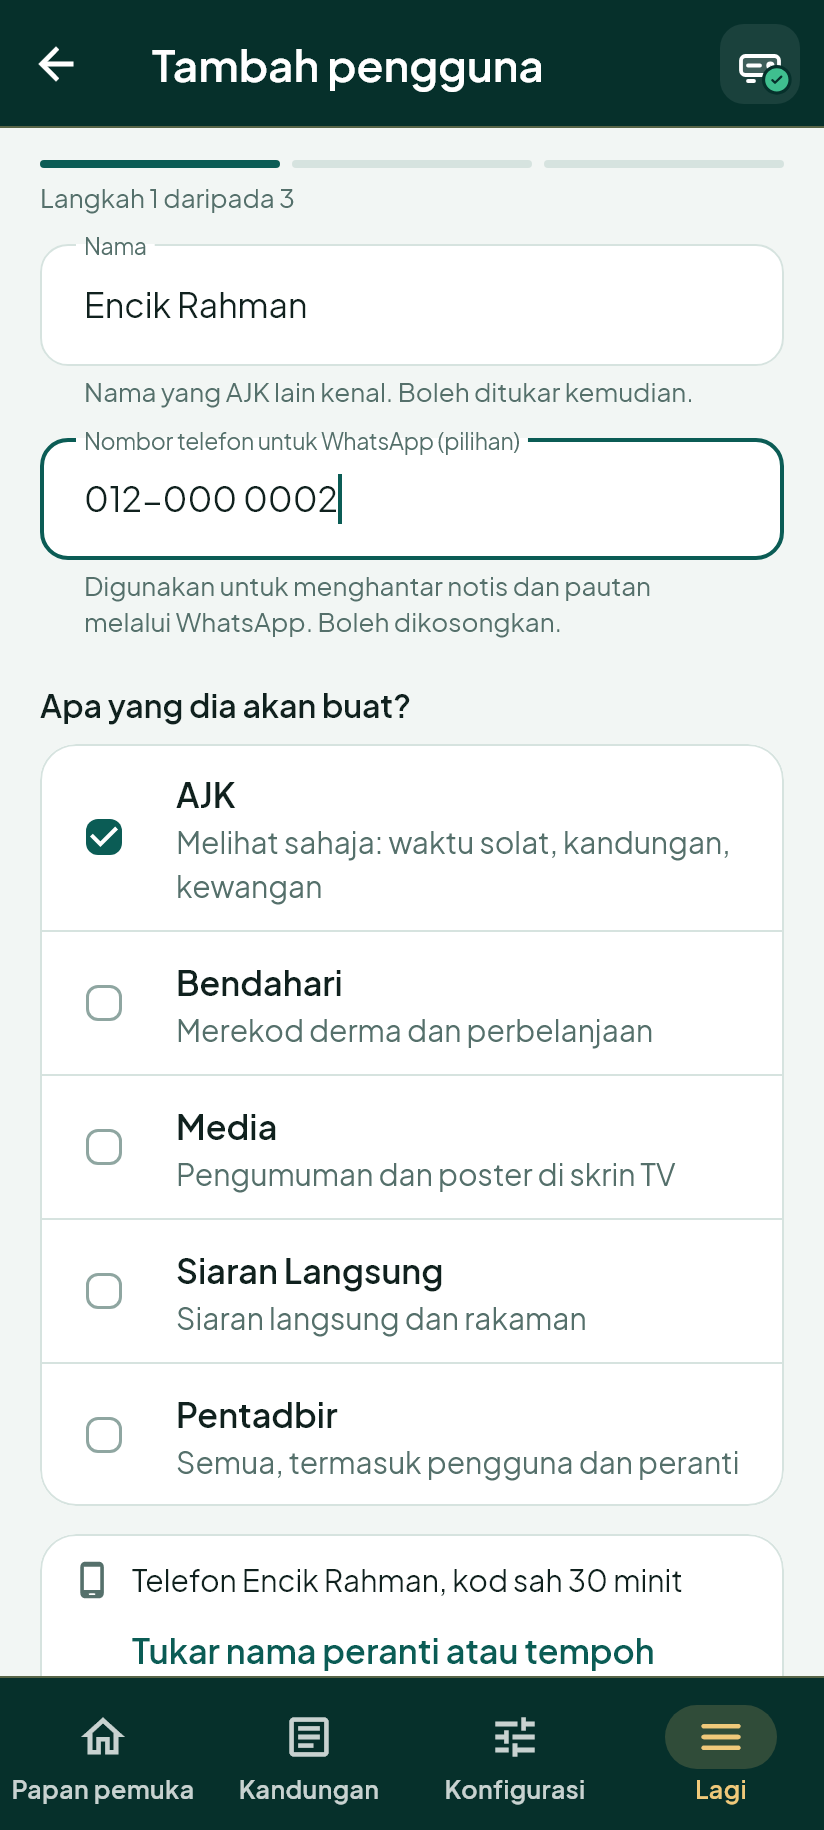 Tambah pengguna
Langkah 1 daripada 3
Nama
Encik Rahman
Nama yang AJK lain kenal. Boleh ditukar kemudian.
Nombor telefon untuk WhatsApp (pilihan)
012-000 0002
Digunakan untuk menghantar notis dan pautan
melalui WhatsApp. Boleh dikosongkan.
Apa yang dia akan buat?
AJK
Melihat sahaja: waktu solat, kandungan,
kewangan
Bendahari
Merekod derma dan perbelanjaan
Media
Pengumuman dan poster di skrin TV
Siaran Langsung
Siaran langsung dan rakaman
Pentadbir
Semua, termasuk pengguna dan peranti
Telefon Encik Rahman, kod sah 30 minit
Tukar nama peranti atau tempoh
Papan pemuka
Kandungan
Konfigurasi
Lagi